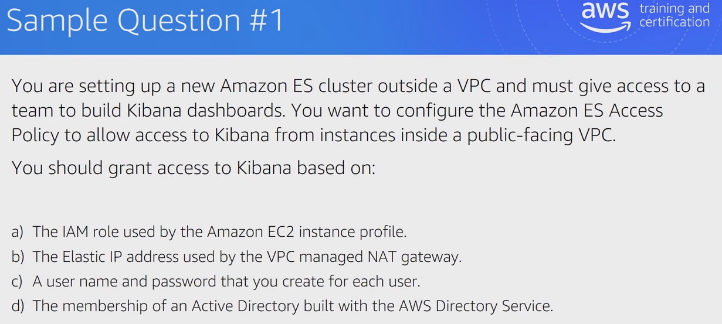 Sample Question #1
aws training and
certification
You are setting up a new Amazon ES cluster outside a VPC and must give access to a
team to build Kibana dashboards. You want to configure the Amazon ES Access
Policy to allow access to Kibana from instances inside a public-facing VPC.
You should grant access to Kibana based on:
a) The IAM role used by the Amazon EC2 instance profile.
b) The Elastic IP address used by the VPC managed NAT gateway.
c) A user name and password that you create for each user.
d) The membership of an Active Directory built with the AWS Directory Service.